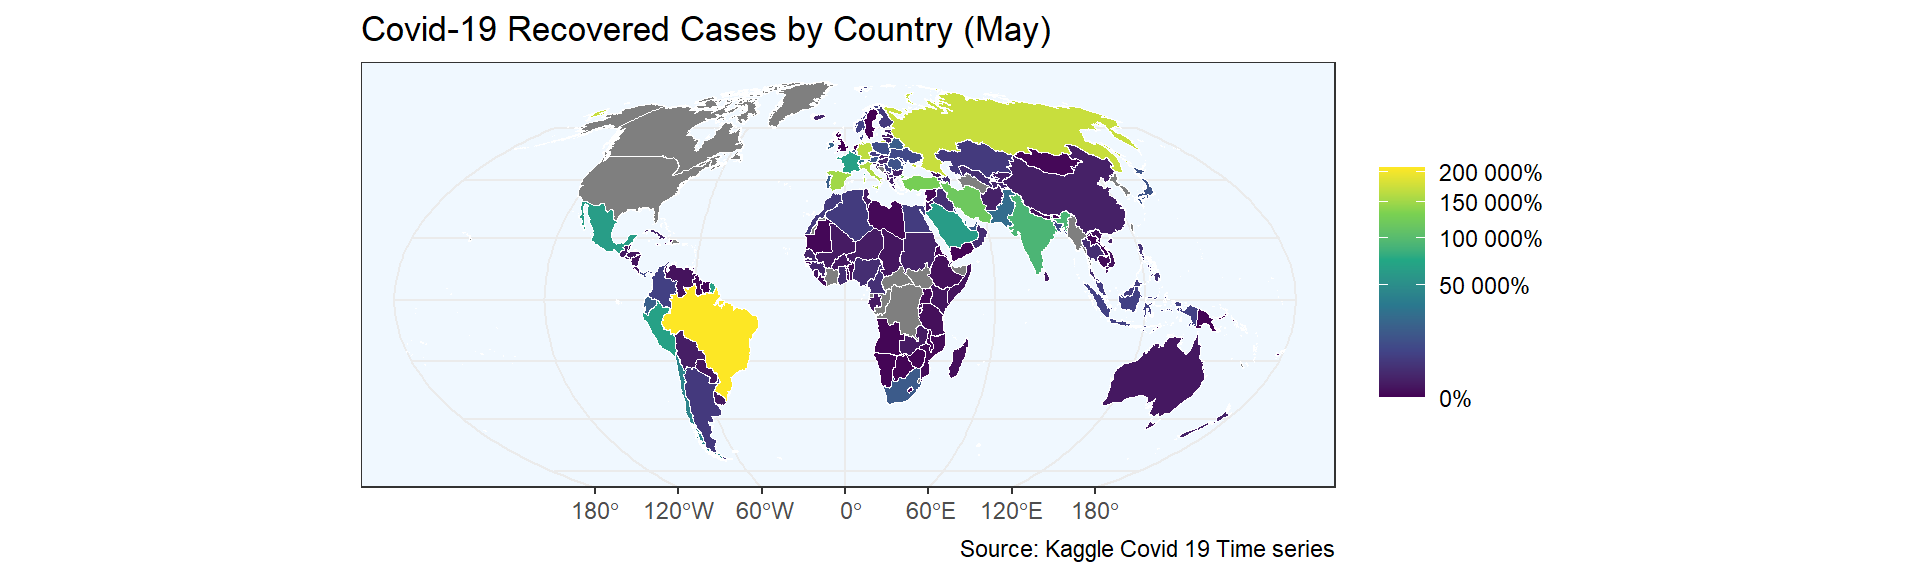 Covid-19 Recovered Cases by Country (May)
200 000%
150 000%
100 000%
50 000%
0%
180° 120°W 60°W 0° 60°E 120°E 180°
Source: Kaggle Covid 19 Time series